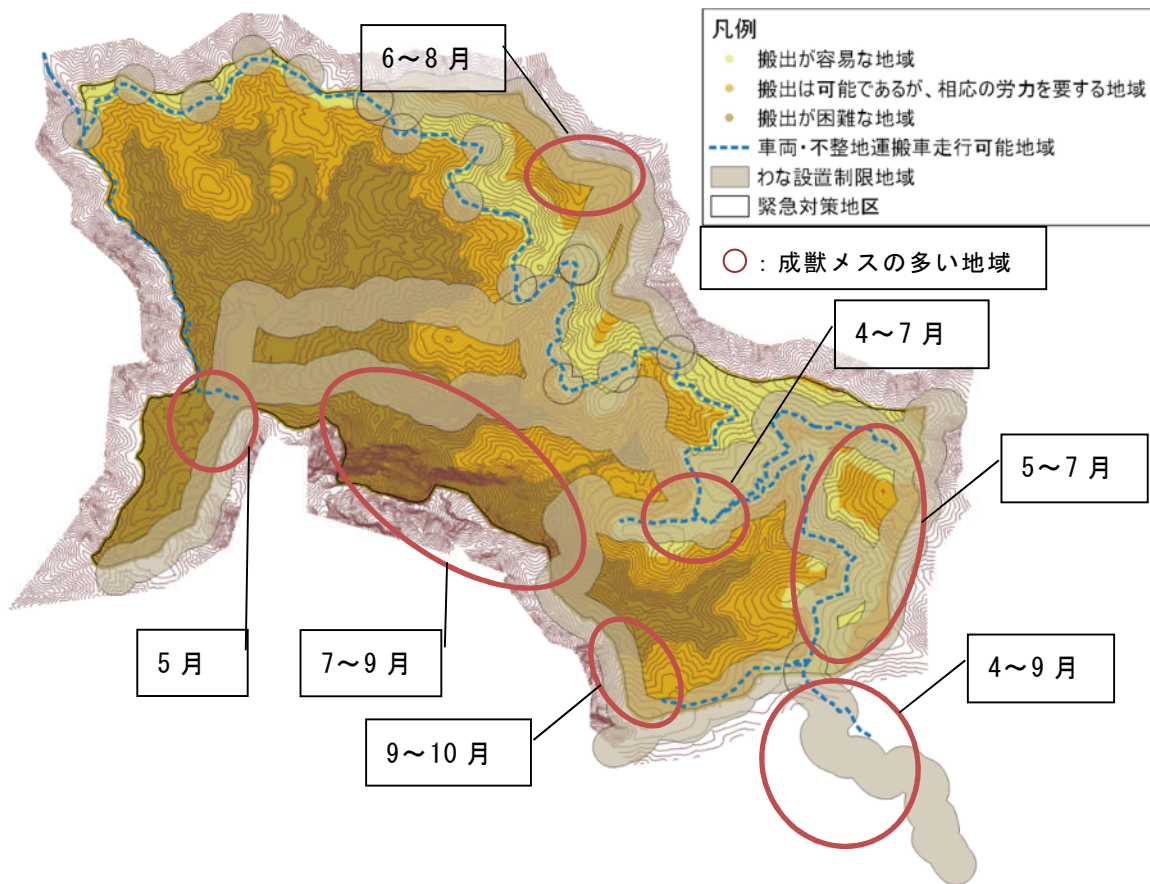 凡例
搬出が容易な地域
搬出は可能であるが、相応の労力を要する地域
搬出が困難な地域
車両・不整地運搬車走行可能地域
わな設置制限地域
緊急対策地区
○：成獣メスの多い地域
6～8月
4～7月
5～7月
5月
7～9月
4～9月
9～10月